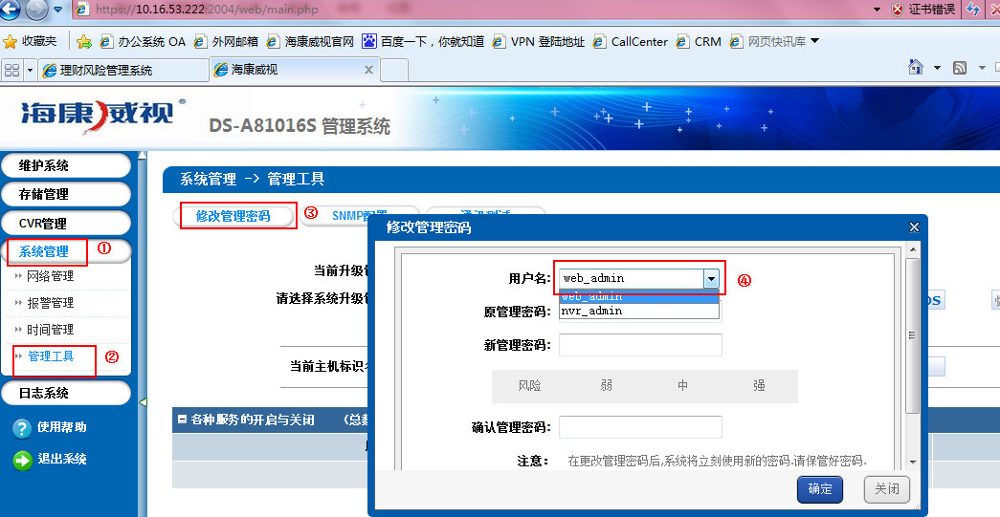 https://10.16.53.222:2004/web/main.php
证书错误
收藏夹
办公系统 OA
外网邮箱
海康威视官网
百度一下，你就知道
VPN 登陆地址
CallCenter
CRM
网页快讯库
理财风险管理系统
海康威视
海康威视®
DS-A81016S 管理系统
维护系统
存储管理
CVR管理
系统管理
①
网络管理
报警管理
时间管理
管理工具
②
日志系统
使用帮助
退出系统
系统管理 -> 管理工具
修改管理密码
③
SNMP配置
当前升级
请选择系统升级
当前主机标识
各种服务的开启与关闭
修改管理密码
用户名:
web_admin
④
web_admin
nvr_admin
原管理密码:
新管理密码:
风险
弱
中
强
确认管理密码:
注意：
在更改管理密码后,系统将立刻使用新的密码.请保管好密码.
确定
关闭